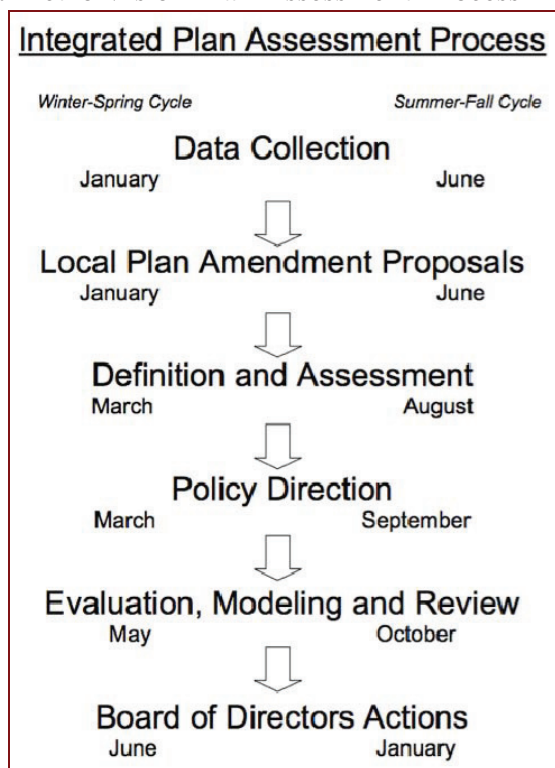 Integrated Plan Assessment Process
Winter-Spring Cycle Summer-Fall Cycle
Data Collection
January June
Local Plan Amendment Proposals
January June
Definition and Assessment
March August
Policy Direction
March September
Evaluation, Modeling and Review
May October
Board of Directors Actions
June January